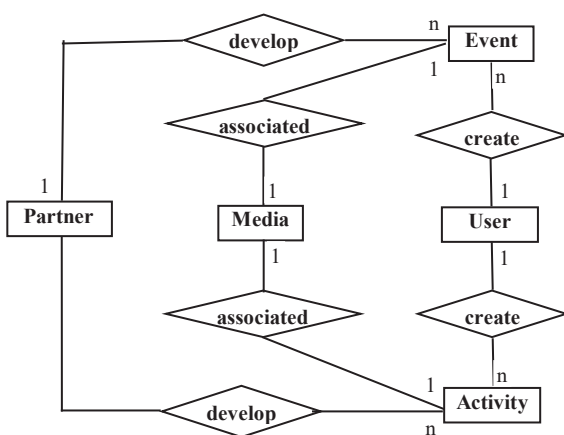 n
develop
Event
1
n
associated
create
1
1
1
Partner
Media
User
1
1
associated
create
1
n
Activity
develop
n